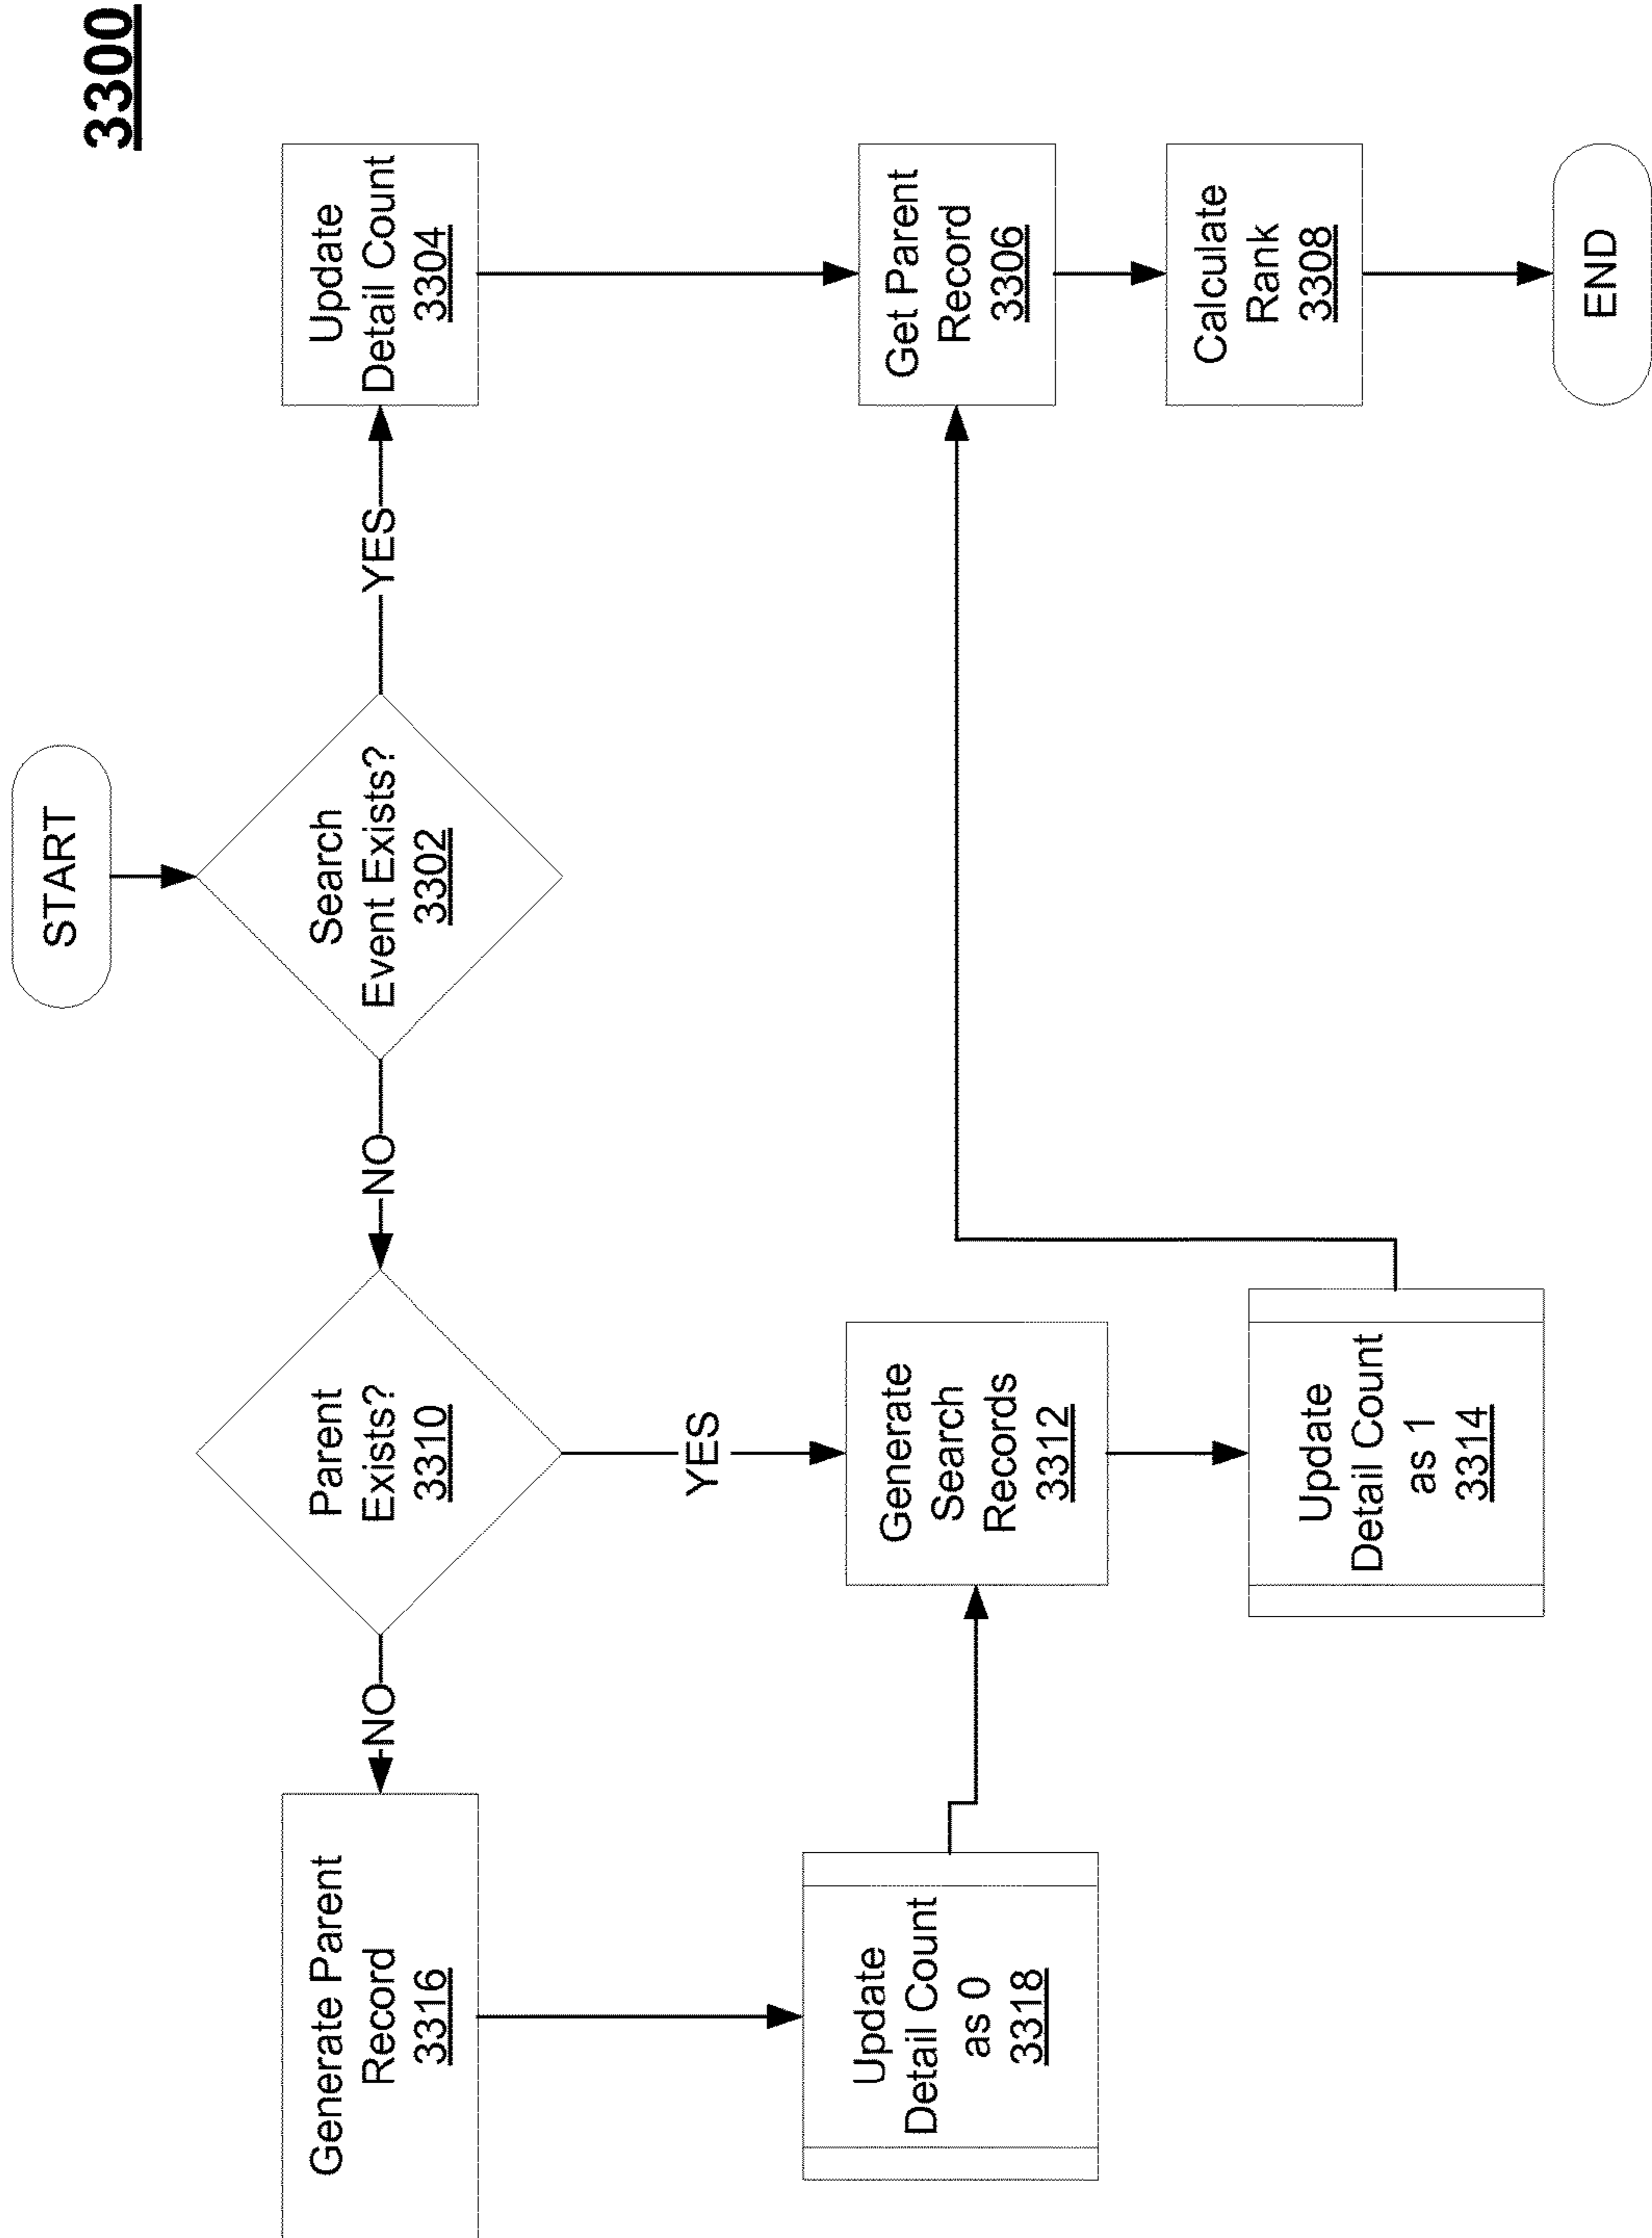 3300
START
Search
Event Exists?
3302
YES
Update
Detail Count
3304
Get Parent
Record
3306
Calculate
Rank
3308
END
NO
Parent
Exists?
3310
YES
Generate
Search
Records
3312
Update
Detail Count
as 1
3314
NO
Generate Parent
Record
3316
Update
Detail Count
as 0
3318